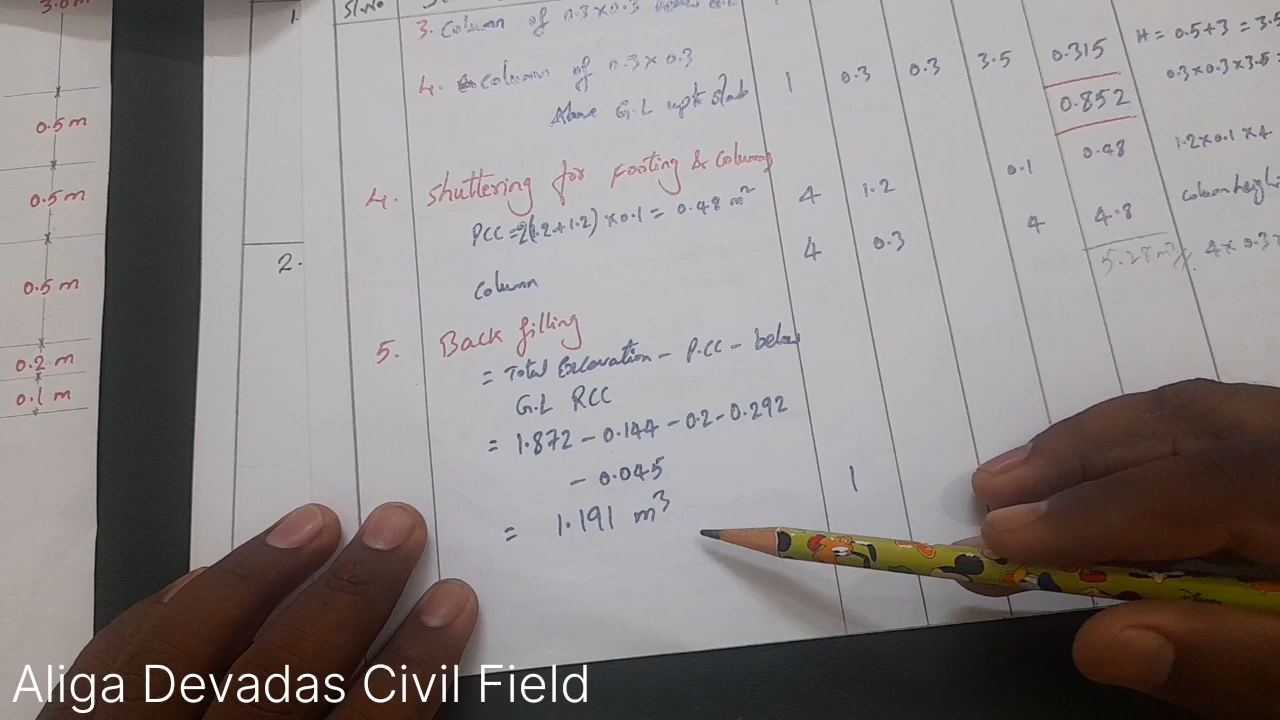 3.0m
0.5 m
0.5 m
0.5 m
0.2 m
0.1 m
1.
Sl.No
3. Column of 0.3×0.3
4. column of 0.3×0.3
Above G.L upto slab 1 0.3 0.3 3.5 0.315
0.852
H = 0.5+3 = 3.5
0.3×0.3×3.5 =
4. Shuttering for Footing & Columns
PCC = 2(1.2+1.2)×0.1 = 0.48 m² 4 1.2 0.1 0.48 1.2×0.1×4
2. Column 4 0.3 4 4.8 column height
5.28 m²/ 4×0.3×
5. Back filling
= Total Excavation – P.CC – below
G.L RCC
= 1.872 – 0.144 – 0.2 – 0.292
– 0.045
= 1.191 m³ 1
Aliga Devadas Civil Field